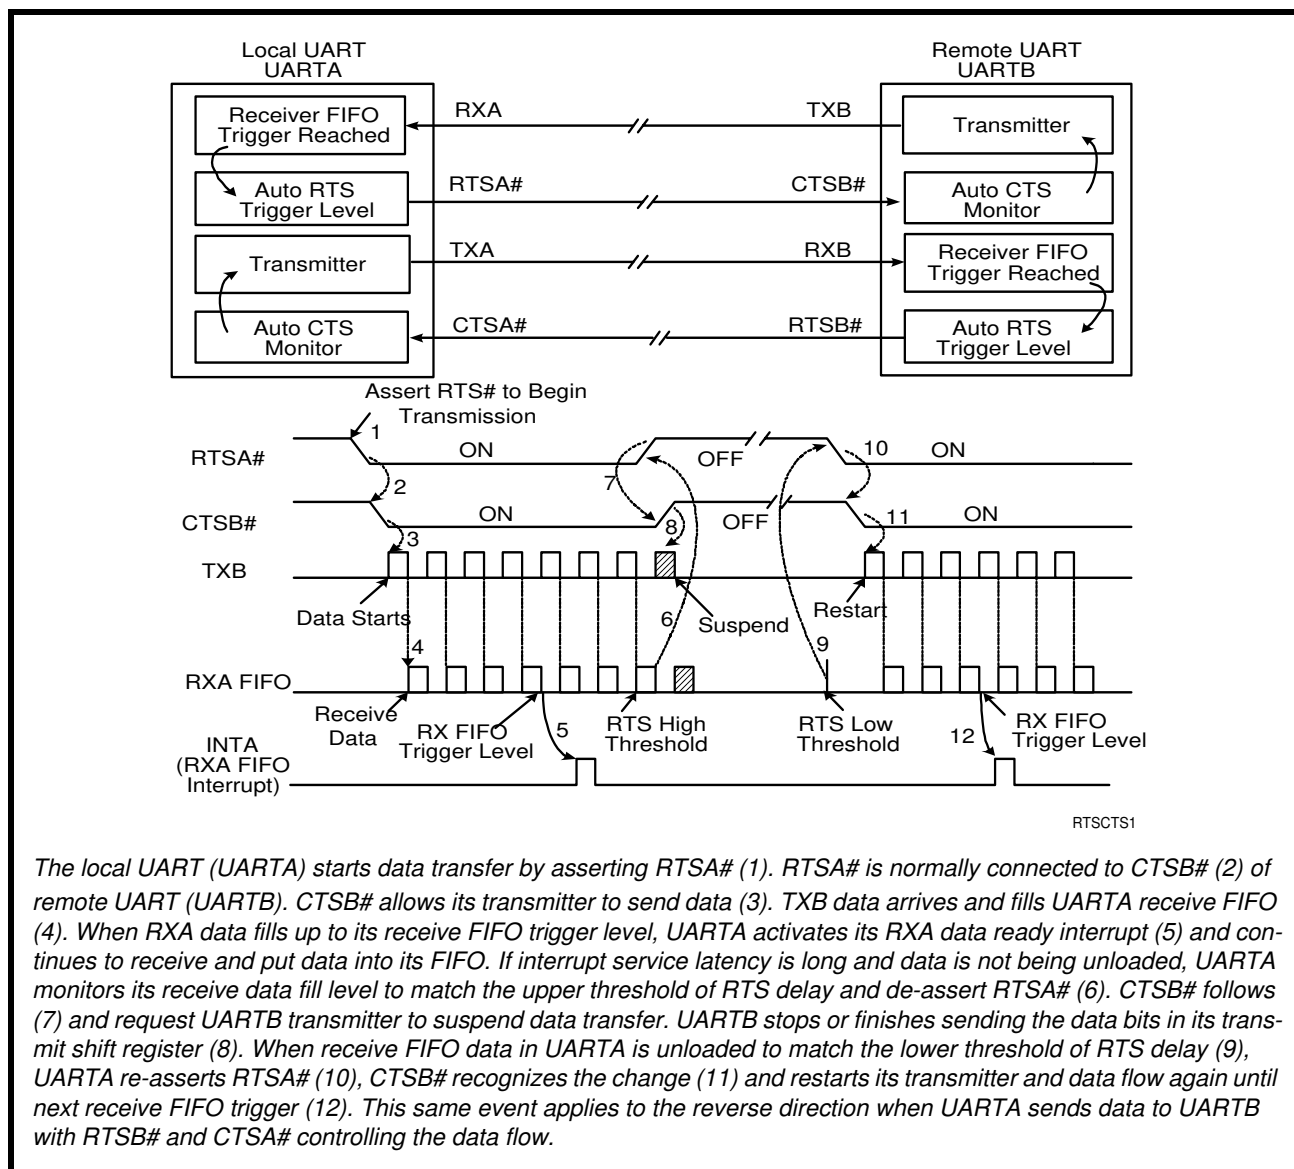 Local UART
UARTA
Remote UART
UARTB
Receiver FIFO
Trigger Reached
RXA
TXB
Transmitter
Auto RTS
Trigger Level
RTSA#
CTSB#
Auto CTS
Monitor
Transmitter
TXA
RXB
Receiver FIFO
Trigger Reached
Auto CTS
Monitor
CTSA#
RTSB#
Auto RTS
Trigger Level
Assert RTS# to Begin
Transmission
1
RTSA#
ON
OFF
10
ON
2
7
CTSB#
ON
8
OFF
11
ON
3
TXB
Data Starts
6
Suspend
Restart
4
9
RXA FIFO
Receive
Data
RX FIFO
Trigger Level
5
RTS High
Threshold
RTS Low
Threshold
12
RX FIFO
Trigger Level
INTA
(RXA FIFO
Interrupt)
RTSCTS1
The local UART (UARTA) starts data transfer by asserting RTSA# (1). RTSA# is normally connected to CTSB# (2) of
remote UART (UARTB). CTSB# allows its transmitter to send data (3). TXB data arrives and fills UARTA receive FIFO
(4). When RXA data fills up to its receive FIFO trigger level, UARTA activates its RXA data ready interrupt (5) and con-
tinues to receive and put data into its FIFO. If interrupt service latency is long and data is not being unloaded, UARTA
monitors its receive data fill level to match the upper threshold of RTS delay and de-assert RTSA# (6). CTSB# follows
(7) and request UARTB transmitter to suspend data transfer. UARTB stops or finishes sending the data bits in its trans-
mit shift register (8). When receive FIFO data in UARTA is unloaded to match the lower threshold of RTS delay (9),
UARTA re-asserts RTSA# (10), CTSB# recognizes the change (11) and restarts its transmitter and data flow again until
next receive FIFO trigger (12). This same event applies to the reverse direction when UARTA sends data to UARTB
with RTSB# and CTSA# controlling the data flow.